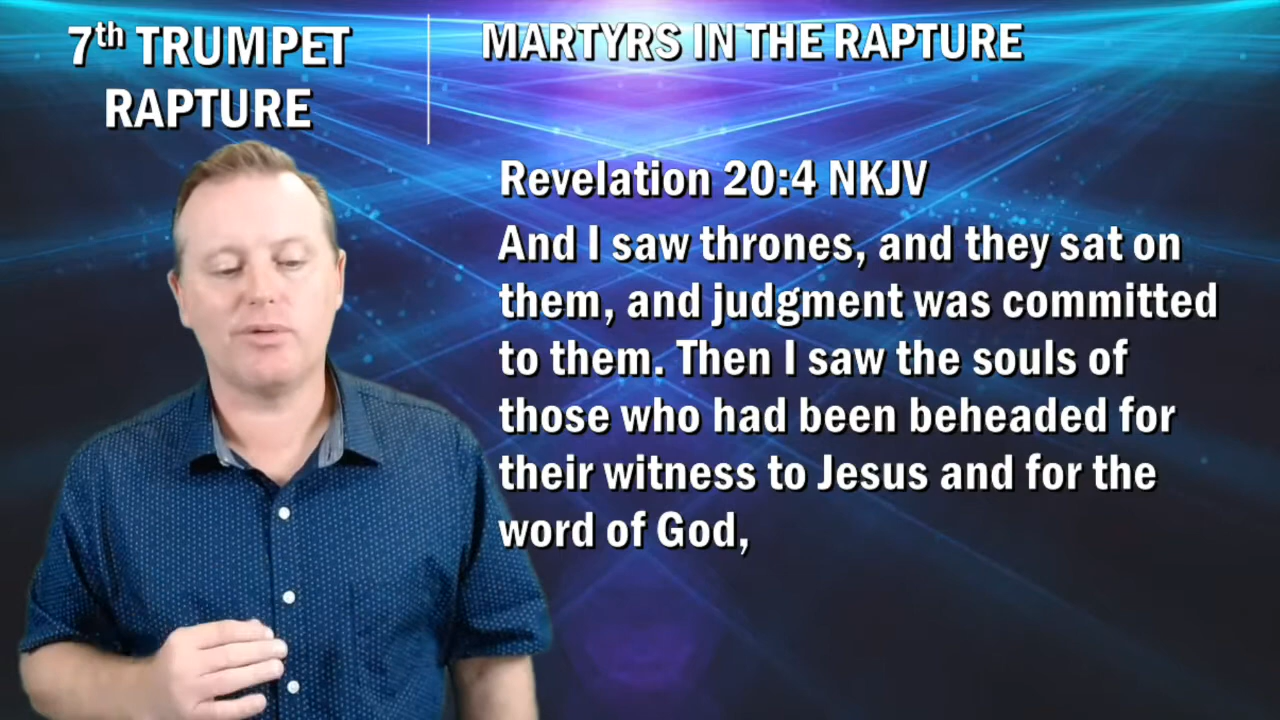 7th TRUMPET
RAPTURE
MARTYRS IN THE RAPTURE
Revelation 20:4 NKJV
And I saw thrones, and they sat on
them, and judgment was committed
to them. Then I saw the souls of
those who had been beheaded for
their witness to Jesus and for the
word of God,